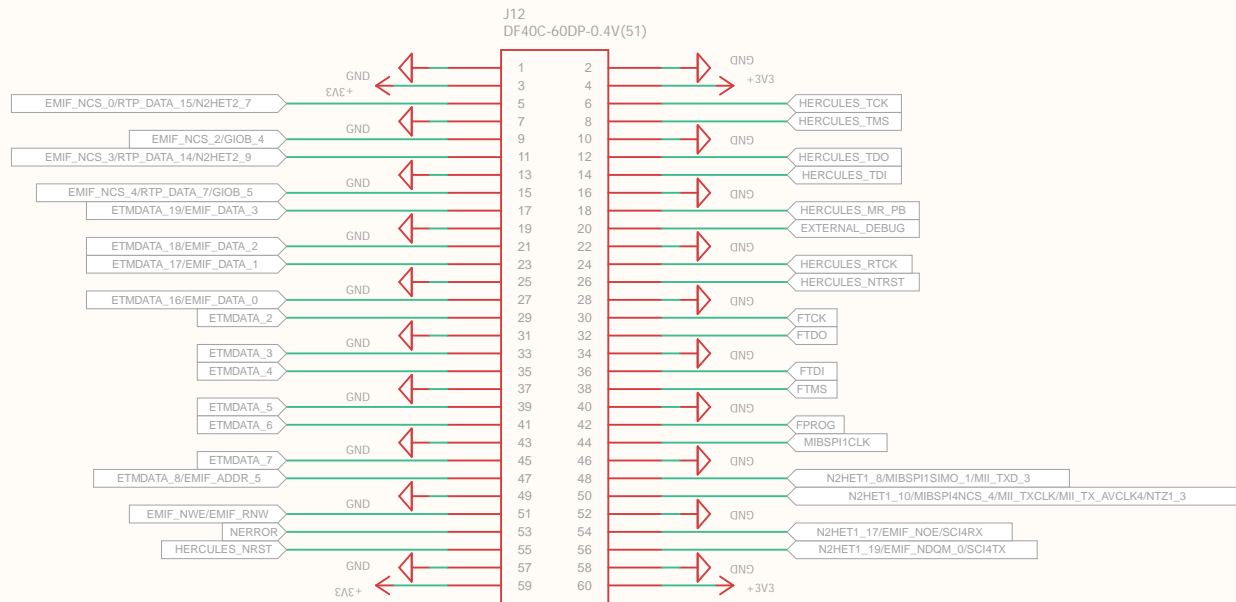 J12
DF40C-60DP-0.4V(51)
GND 1 2 GND
+3V3 3 4 +3V3
EMIF_NCS_0/RTP_DATA_15/N2HET2_7 5 6 HERCULES_TCK
GND 7 8 HERCULES_TMS
EMIF_NCS_2/GIOB_4 9 10 GND
EMIF_NCS_3/RTP_DATA_14/N2HET2_9 11 12 HERCULES_TDO
GND 13 14 HERCULES_TDI
EMIF_NCS_4/RTP_DATA_7/GIOB_5 15 16 GND
ETMDATA_19/EMIF_DATA_3 17 18 HERCULES_MR_PB
GND 19 20 EXTERNAL_DEBUG
ETMDATA_18/EMIF_DATA_2 21 22 GND
ETMDATA_17/EMIF_DATA_1 23 24 HERCULES_RTCK
GND 25 26 HERCULES_NTRST
ETMDATA_16/EMIF_DATA_0 27 28 GND
ETMDATA_2 29 30 FTCK
GND 31 32 FTDO
ETMDATA_3 33 34 GND
ETMDATA_4 35 36 FTDI
GND 37 38 FTMS
ETMDATA_5 39 40 GND
ETMDATA_6 41 42 FPROG
GND 43 44 MIBSPI1CLK
ETMDATA_7 45 46 GND
ETMDATA_8/EMIF_ADDR_5 47 48 N2HET1_8/MIBSPI1SIMO_1/MII_TXD_3
GND 49 50 N2HET1_10/MIBSPI4NCS_4/MII_TXCLK/MII_TX_AVCLK4/NTZ1_3
EMIF_NWE/EMIF_RNW 51 52 GND
NERROR 53 54 N2HET1_17/EMIF_NOE/SCI4RX
HERCULES_NRST 55 56 N2HET1_19/EMIF_NDQM_0/SCI4TX
GND 57 58 GND
+3V3 59 60 +3V3